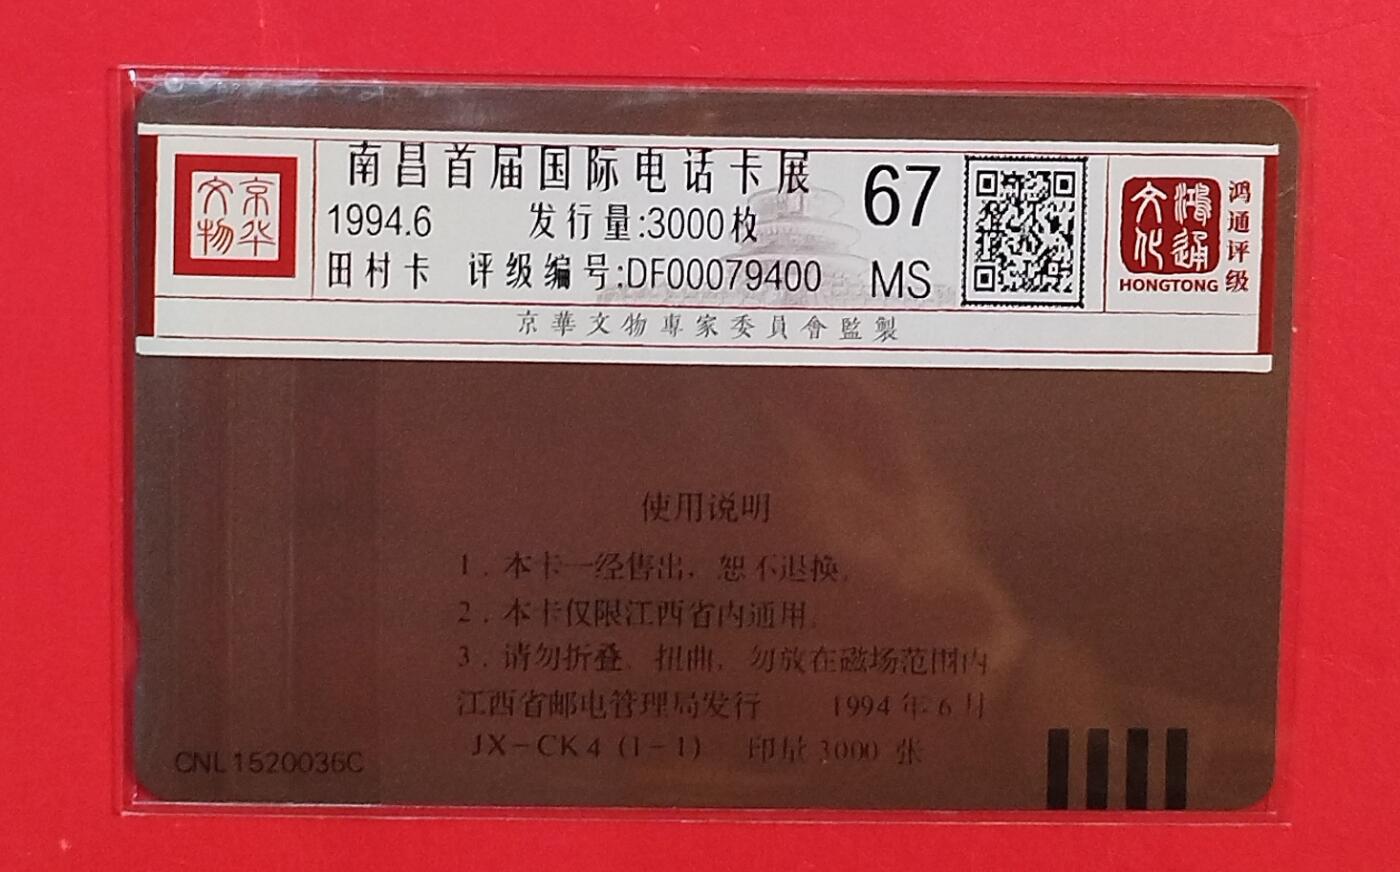 京华
文物
南昌首届国际电话卡展
1994.6 发行量:3000枚
田村卡 评级编号:DF00079400
67
MS
鸿通
文化
HONGTONG
鸿通评级
京華文物專家委員會監製
使用说明
1．本卡一经售出，恕不退换。
2．本卡仅限江西省内通用。
3．请勿折叠、扭曲，勿放在磁场范围内
江西省邮电管理局发行 1994年6月
JX-CK4 (1-1) 印量3000张
CNL1520036C